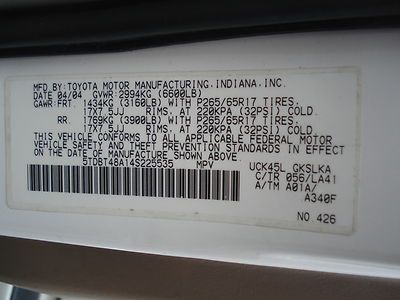 MFD. BY: TOYOTA MOTOR MANUFACTURING, INDIANA, INC.
DATE 04/04 GVWR: 2994KG (6600LB)
GAWR: FRT. 1434KG (3160LB) WITH P265/65R17 TIRES,
17X7.5JJ RIMS, AT 220KPA (32PSI) COLD.
RR. 1769KG (3900LB) WITH P265/65R17 TIRES,
17X7.5JJ RIMS, AT 220KPA (32PSI) COLD.
THIS VEHICLE CONFORMS TO ALL APPLICABLE FEDERAL MOTOR
VEHICLE SAFETY AND THEFT PREVENTION STANDARDS IN EFFECT
ON THE DATE OF MANUFACTURE SHOWN ABOVE.
5TDBT48A14S225535 MPV
UCK45L GKSLKA
C/TR 056/LA41
A/TM A01A/
A340F
NO. 426